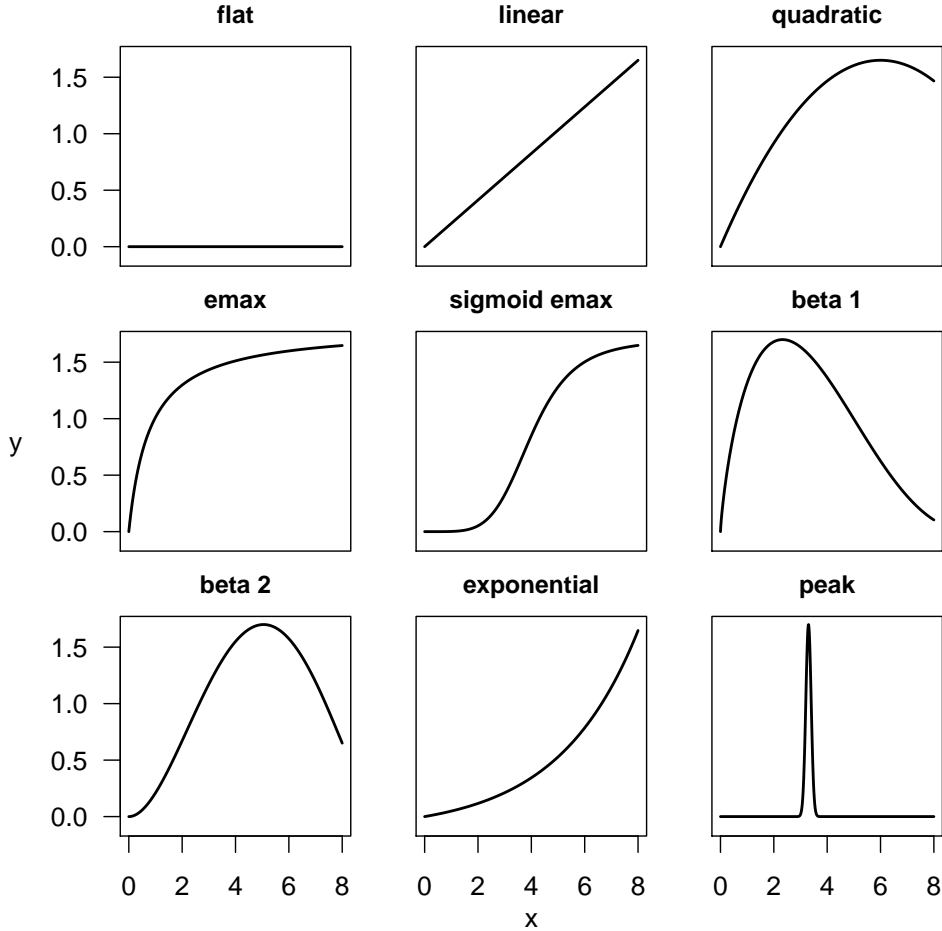 flat
linear
quadratic
1.5
1.0
0.5
0.0
emax
sigmoid emax
beta 1
1.5
1.0
0.5
0.0
y
beta 2
exponential
peak
1.5
1.0
0.5
0.0
0 2 4 6 8
0 2 4 6 8
0 2 4 6 8
x